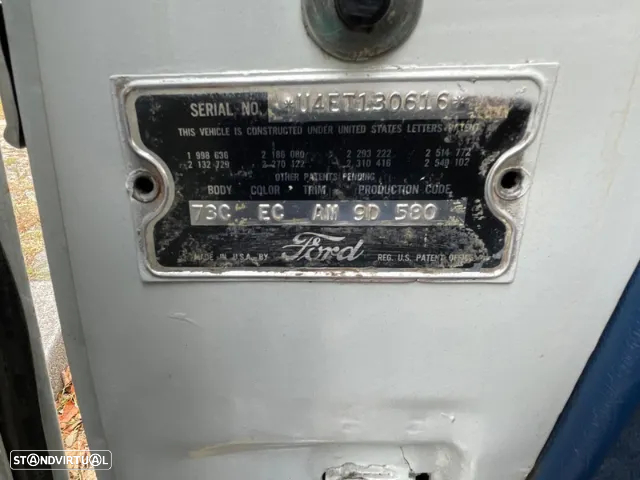 SERIAL NO. *U4ET130616*
THIS VEHICLE IS CONSTRUCTED UNDER UNITED STATES LETTERS PATENT
1 998 636 2 186 080 2 293 222 2 514 772
2 132 729 2 270 122 2 310 416 2 549 102
OTHER PATENTS PENDING
BODY COLOR TRIM PRODUCTION CODE
73C EC AM 9D 580
MADE IN U.S.A. BY Ford REG. U.S. PATENT OFFICE
STANDVIRTUAL